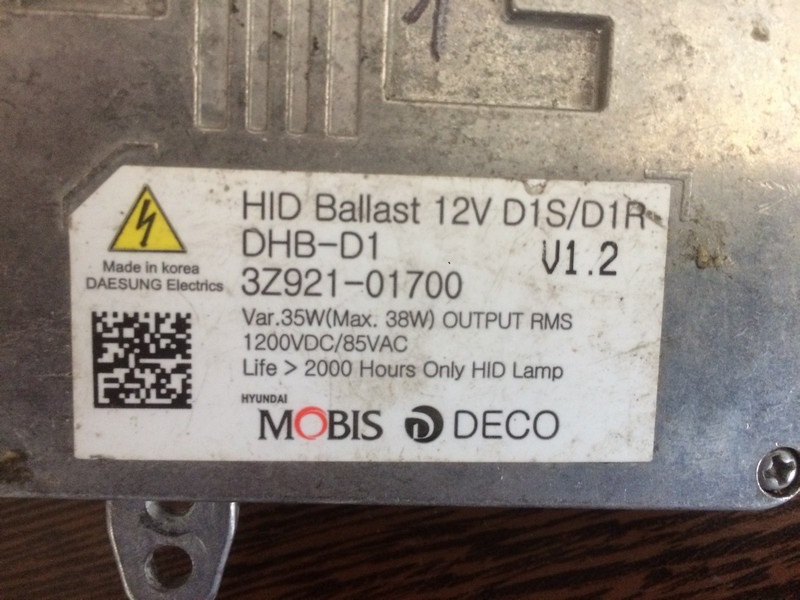 HID Ballast 12V D1S/D1R
DHB-D1
V1.2
Made in korea
DAESUNG Electrics
3Z921-01700
Var.35W(Max. 38W) OUTPUT RMS
1200VDC/85VAC
Life > 2000 Hours Only HID Lamp
HYUNDAI
MOBIS DECO